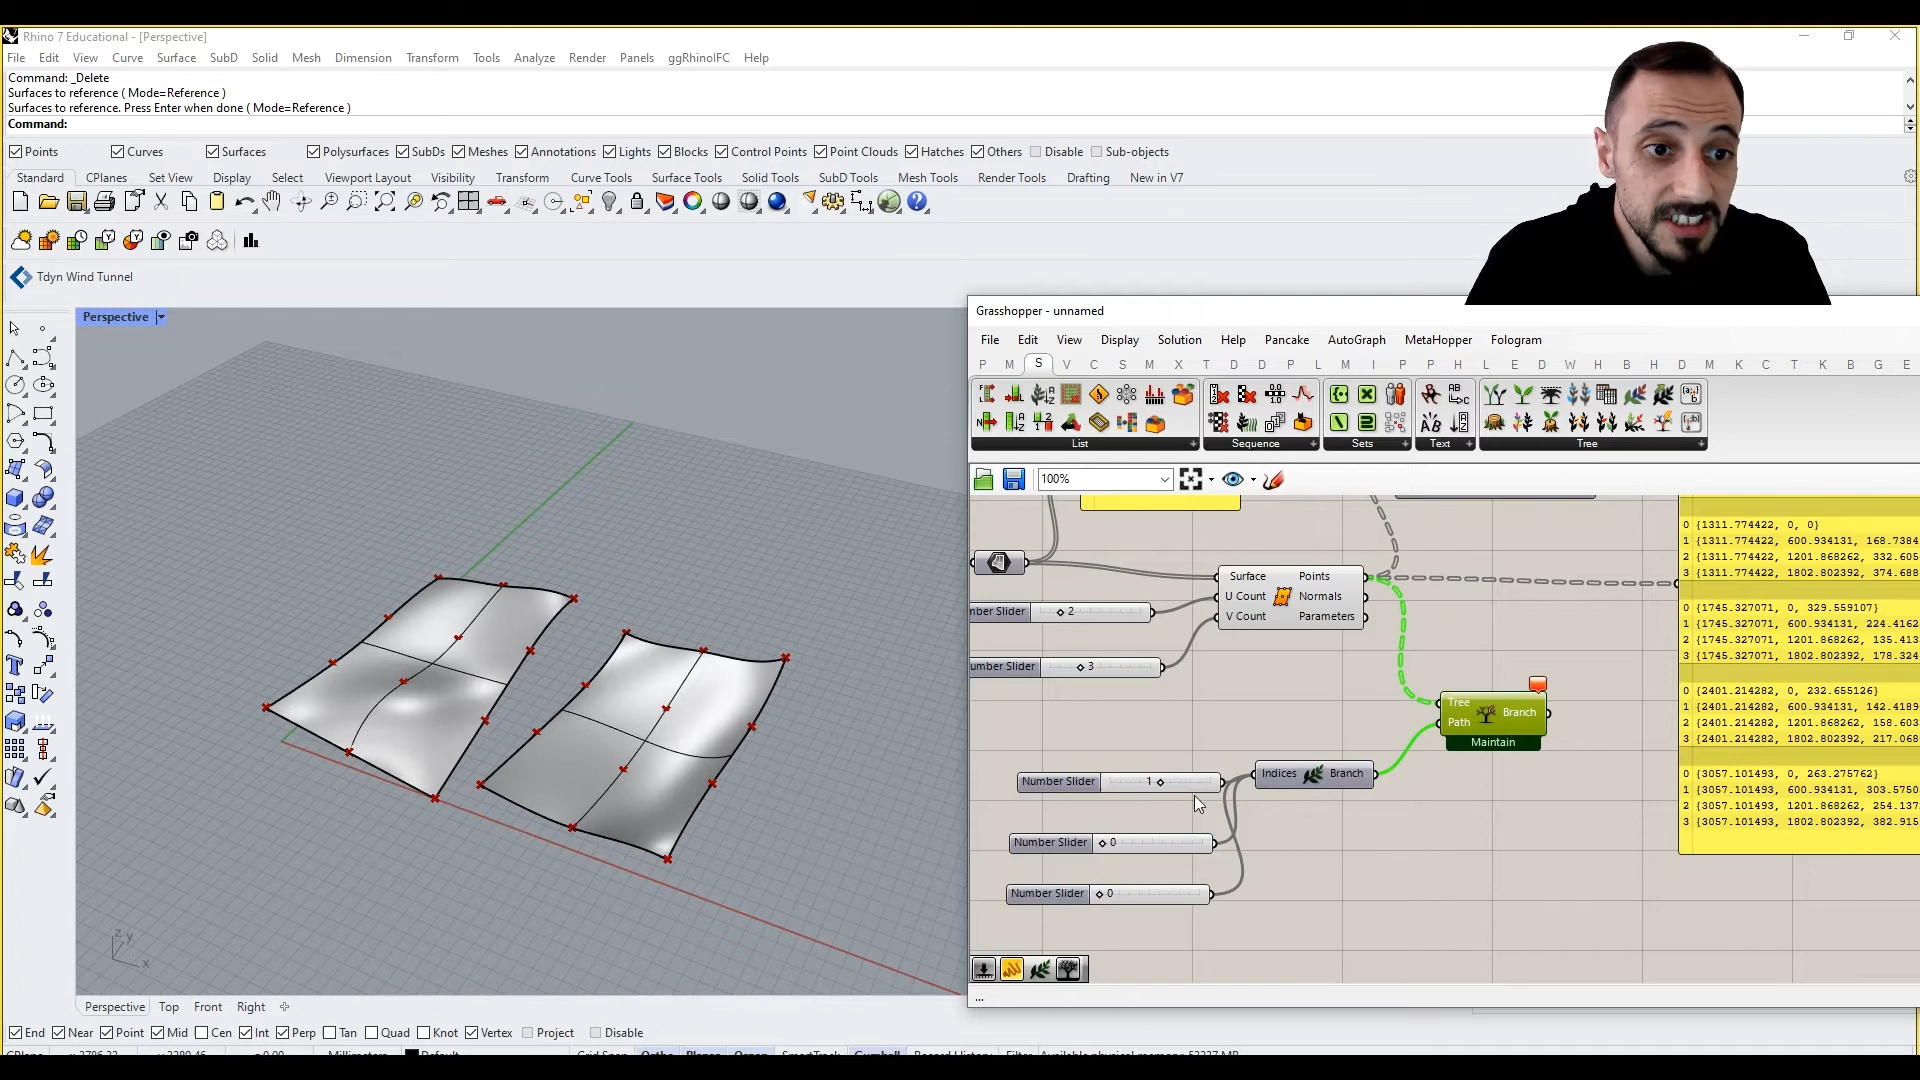 Rhino 7 Educational - [Perspective]
File Edit View Curve Surface SubD Solid Mesh Dimension Transform Tools Analyze Render Panels ggRhinoIFC Help
Command: _Delete
Surfaces to reference ( Mode=Reference )
Surfaces to reference. Press Enter when done ( Mode=Reference )
Command:
Points Curves Surfaces Polysurfaces SubDs Meshes Annotations Lights Blocks Control Points Point Clouds Hatches Others Disable Sub-objects
Standard CPlanes Set View Display Select Viewport Layout Visibility Transform Curve Tools Surface Tools Solid Tools SubD Tools Mesh Tools Render Tools Drafting New in V7
Tdyn Wind Tunnel
Perspective
Grasshopper - unnamed
File Edit View Display Solution Help Pancake AutoGraph MetaHopper Fologram
P M S V C S M X T D D P L M I P H L E D W H B H D M K C T K B G E
List Sequence Sets Text Tree
100%
0 {1311.774422, 0, 0}
1 {1311.774422, 600.934131, 168.7384
2 {1311.774422, 1201.868262, 332.605
3 {1311.774422, 1802.802392, 374.688
0 {1745.327071, 0, 329.559107}
1 {1745.327071, 600.934131, 224.4162
2 {1745.327071, 1201.868262, 135.413
3 {1745.327071, 1802.802392, 178.324
0 {2401.214282, 0, 232.655126}
1 {2401.214282, 600.934131, 142.4189
2 {2401.214282, 1201.868262, 158.603
3 {2401.214282, 1802.802392, 217.068
0 {3057.101493, 0, 263.275762}
1 {3057.101493, 600.934131, 303.5750
2 {3057.101493, 1201.868262, 254.137
3 {3057.101493, 1802.802392, 382.915
Surface Points
U Count Normals
V Count Parameters
mber Slider 2
umber Slider 3
Tree Branch
Path
Maintain
Number Slider 1
Indices Branch
Number Slider 0
Number Slider 0
...
z y
x
Perspective Top Front Right
End Near Point Mid Cen Int Perp Tan Quad Knot Vertex Project Disable